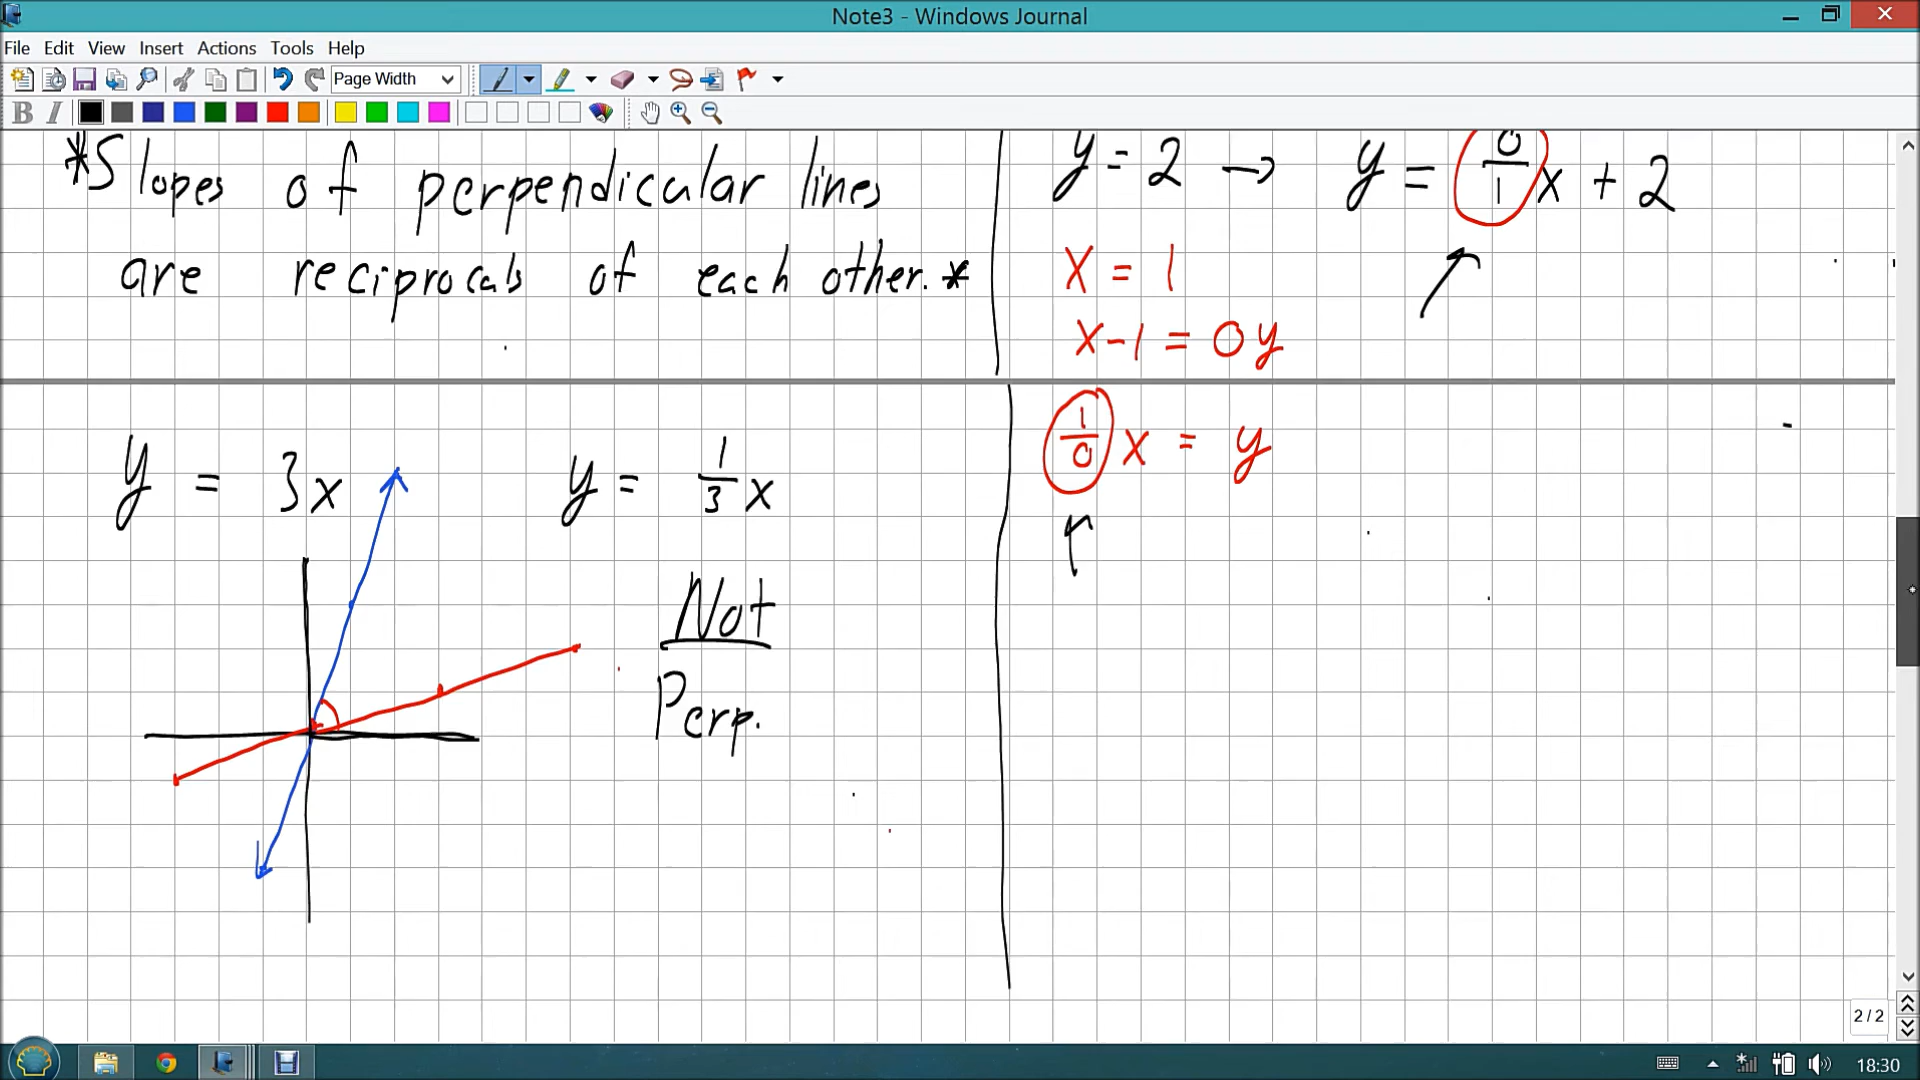 Note3 - Windows Journal
File Edit View Insert Actions Tools Help
Page Width
B I
*Slopes of perpendicular lines
are reciprocals of each other.*
y = 3x y = 1/3 x
Not
Perp.
y = 2 → y = 0/1 x + 2
x = 1
x - 1 = 0y
1/0 x = y
2 / 2
18:30